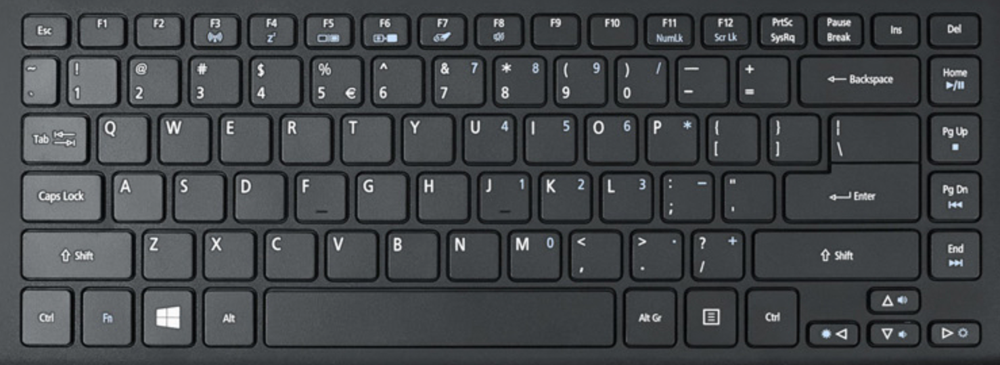 Esc F1 F2 F3 F4 F5 F6 F7 F8 F9 F10 F11 F12 PrtSc Pause Ins Del
z² NumLk Scr Lk SysRq Break
~ ! @ # $ % ^ & 7 * 8 ( 9 ) / — + Backspace Home
` 1 2 3 4 5 € 6 7 8 9 0 - =
Tab Q W E R T Y U 4 I 5 O 6 P * { } ¦ Pg Up
[ ] \
Caps Lock A S D F G H J 1 K 2 L 3 : - " Enter Pg Dn
; '
Shift Z X C V B N M 0 < > . ? + Shift End
, . /
Ctrl Fn Alt Alt Gr Ctrl